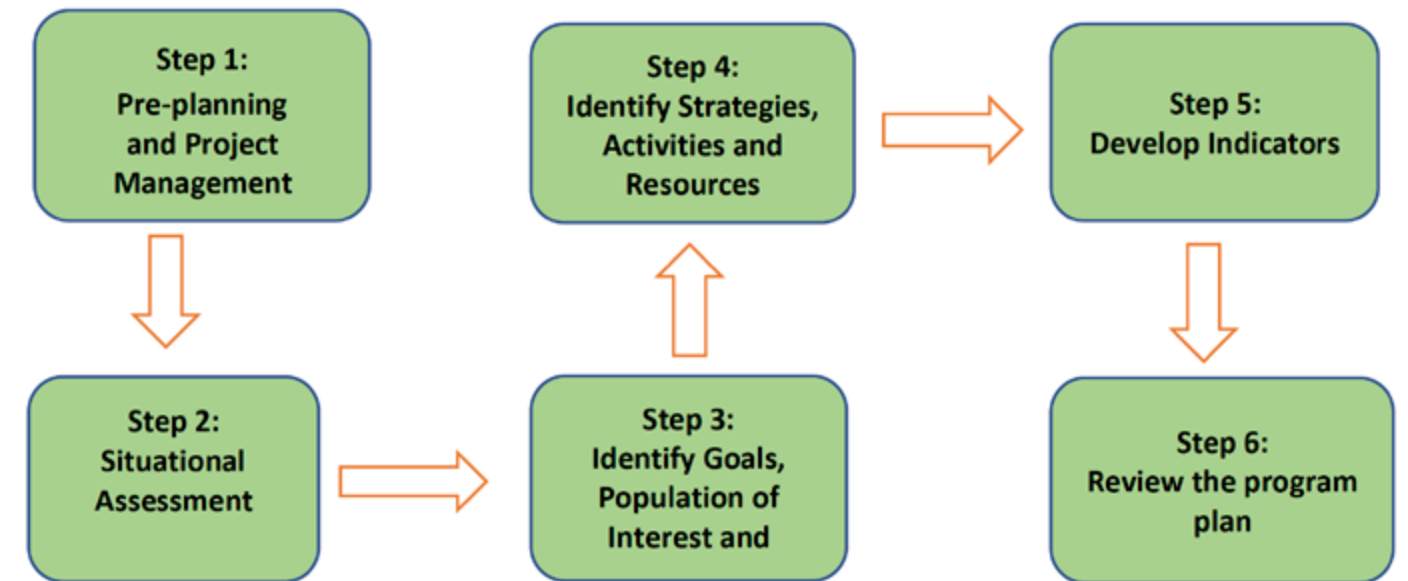 Step 1:
Pre-planning
and Project
Management
Step 2:
Situational
Assessment
Step 3:
Identify Goals,
Population of
Interest and
Step 4:
Identify Strategies,
Activities and
Resources
Step 5:
Develop Indicators
Step 6:
Review the program
plan